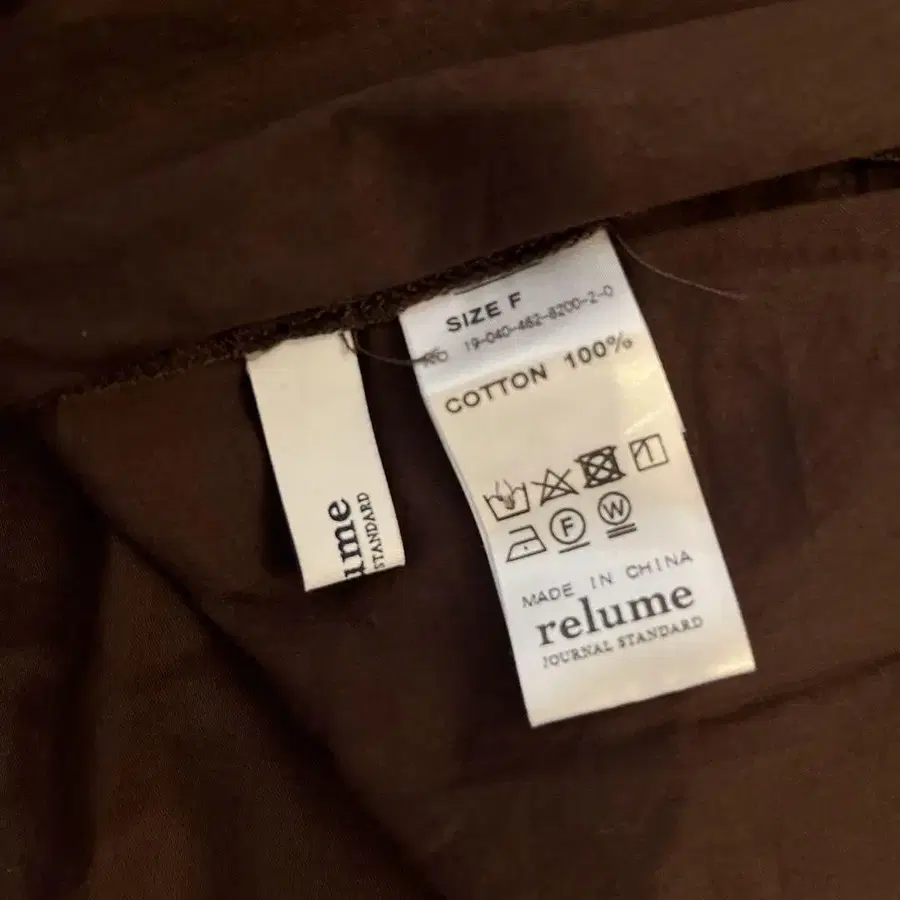 SIZE F
19-040-462-8200-2-0
COTTON 100%
F
W
MADE IN CHINA
relume
JOURNAL STANDARD
ume
STANDARD